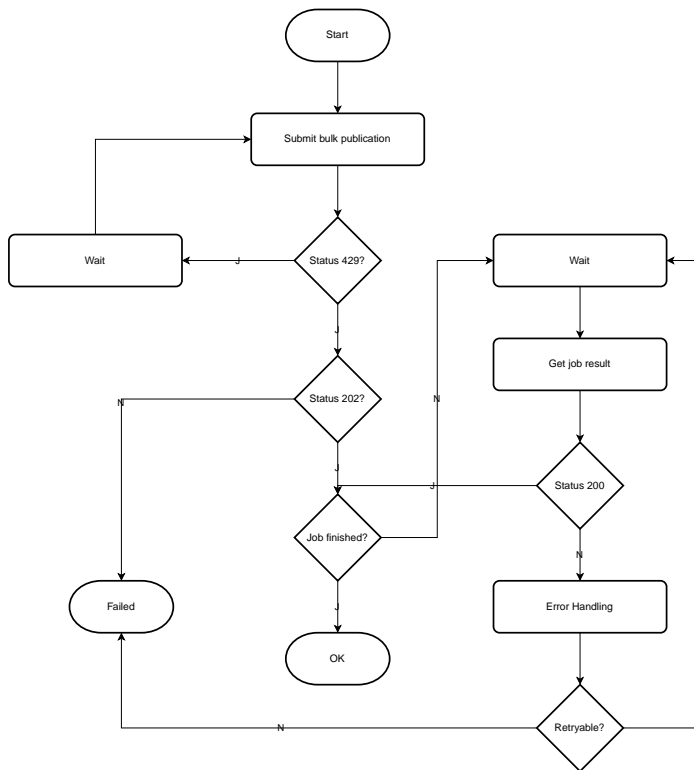 Start
Submit bulk publication
Wait
J
Status 429?
Wait
J
Get job result
N
Status 202?
N
J
J
Status 200
Job finished?
N
J
Failed
Error Handling
OK
N
Retryable?